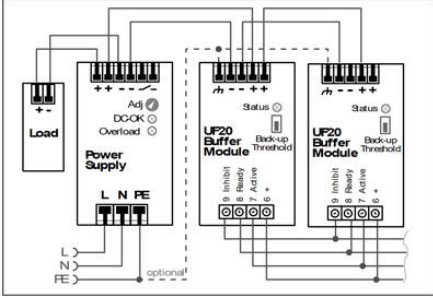 + -
Load
+ + - -
Adj
DC-OK
Overload
Power
Supply
L N PE
L
N
PE
optional
- - + +
Status
UF20
Buffer
Module
Back-up
Threshold
9 Inhibit
8 Ready
7 Active
6 +
- - + +
Status
UF20
Buffer
Module
Back-up
Threshold
9 Inhibit
8 Ready
7 Active
6 +